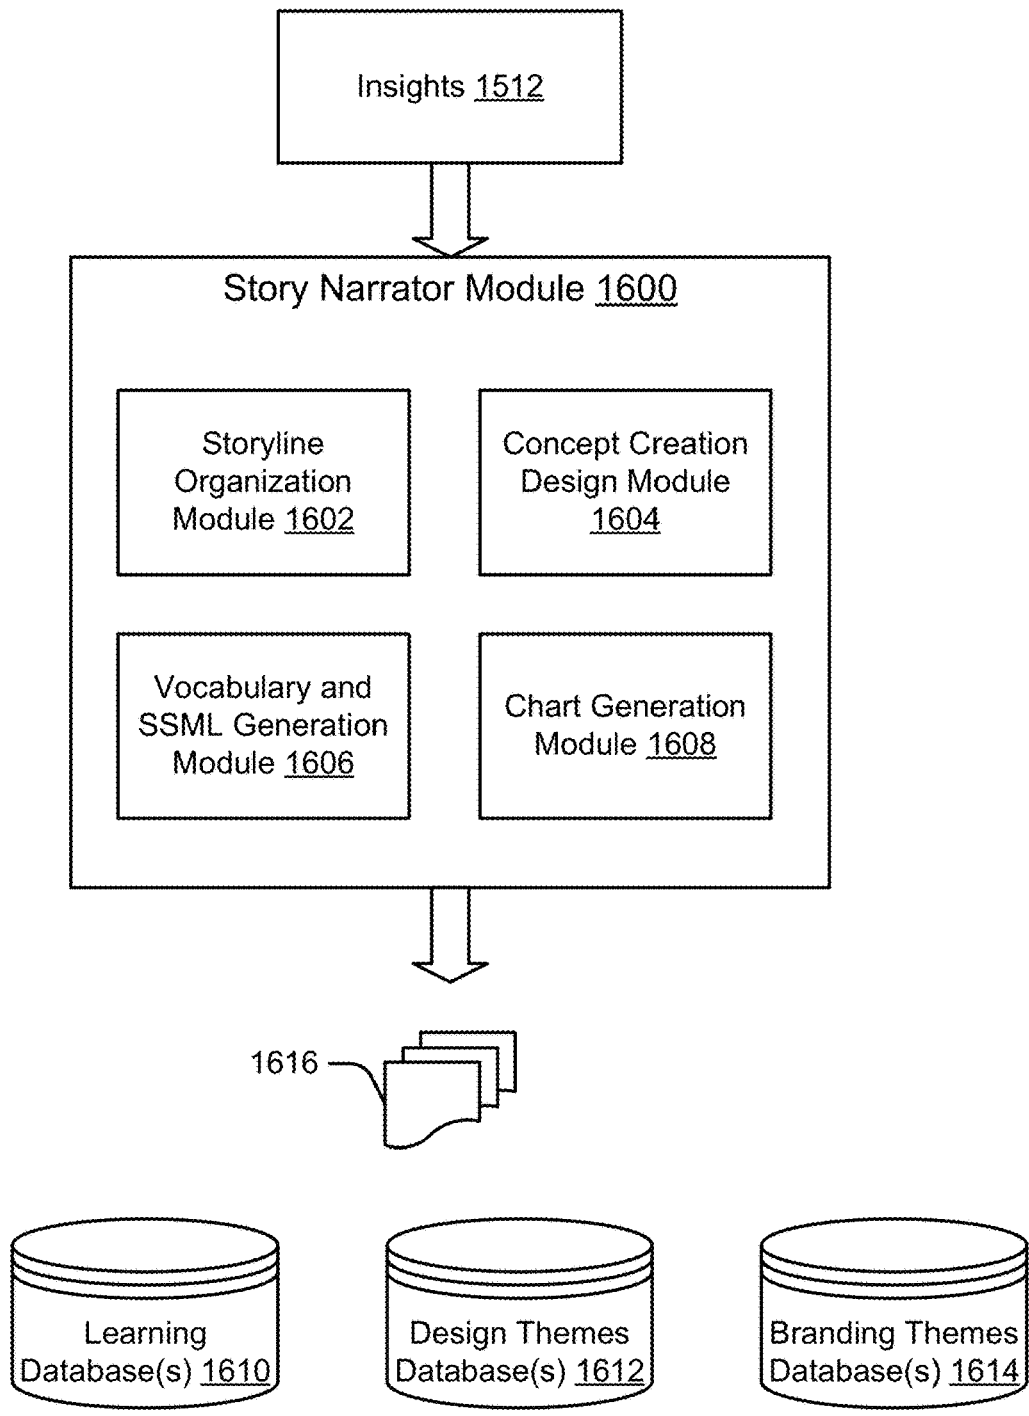 Insights 1512
Story Narrator Module 1600
Storyline
Organization
Module 1602
Concept Creation
Design Module
1604
Vocabulary and
SSML Generation
Module 1606
Chart Generation
Module 1608
1616
Learning
Database(s) 1610
Design Themes
Database(s) 1612
Branding Themes
Database(s) 1614